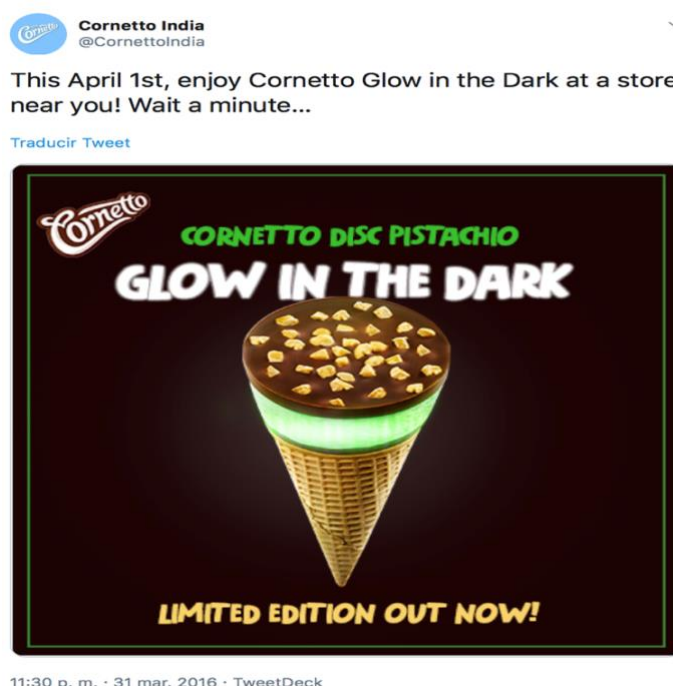 Cornetto
Cornetto India
@CornettoIndia
This April 1st, enjoy Cornetto Glow in the Dark at a store
near you! Wait a minute...
Traducir Tweet
Cornetto
CORNETTO DISC PISTACHIO
GLOW IN THE DARK
LIMITED EDITION OUT NOW!
11:30 p. m. · 31 mar. 2016 · TweetDeck